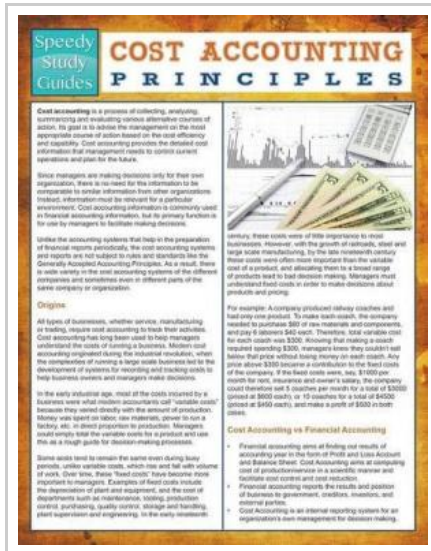 Speedy
Study
Guides
COST ACCOUNTING
PRINCIPLES
Cost accounting is a process of collecting, analyzing,
summarizing and evaluating various alternative courses of
action. Its goal is to advise the management on the most
appropriate course of action based on the cost efficiency
and capability. Cost accounting provides the detailed cost
information that management needs to control current
operations and plan for the future.
Since managers are making decisions only for their own
organization, there is no need for the information to be
comparable to similar information from other organizations.
Instead, information must be relevant for a particular
environment. Cost accounting information is commonly used
in financial accounting information, but its primary function is
for use by managers to facilitate making decisions.
Unlike the accounting systems that help in the preparation
of financial reports periodically, the cost accounting systems
and reports are not subject to rules and standards like the
Generally Accepted Accounting Principles. As a result, there
is wide variety in the cost accounting systems of the different
companies and sometimes even in different parts of the
same company or organization.
Origins
All types of businesses, whether service, manufacturing
or trading, require cost accounting to track their activities.
Cost accounting has long been used to help managers
understand the costs of running a business. Modern cost
accounting originated during the industrial revolution, when
the complexities of running a large scale business led to the
development of systems for recording and tracking costs to
help business owners and managers make decisions.
In the early industrial age, most of the costs incurred by a
business were what modern accountants call "variable costs"
because they varied directly with the amount of production.
Money was spent on labor, raw materials, power to run a
factory, etc. in direct proportion to production. Managers
could simply total the variable costs for a product and use
this as a rough guide for decision-making processes.
Some costs tend to remain the same even during busy
periods, unlike variable costs, which rise and fall with volume
of work. Over time, these "fixed costs" have become more
important to managers. Examples of fixed costs include
the depreciation of plant and equipment, and the cost of
departments such as maintenance, tooling, production
control, purchasing, quality control, storage and handling,
plant supervision and engineering. In the early nineteenth
century, these costs were of little importance to most
businesses. However, with the growth of railroads, steel and
large scale manufacturing, by the late nineteenth century
these costs were often more important than the variable
cost of a product, and allocating them to a broad range
of products lead to bad decision making. Managers must
understand fixed costs in order to make decisions about
products and pricing.
For example: A company produced railway coaches and
had only one product. To make each coach, the company
needed to purchase $60 of raw materials and components,
and pay 6 laborers $40 each. Therefore, total variable cost
for each coach was $300. Knowing that making a coach
required spending $300, managers knew they couldn't sell
below that price without losing money on each coach. Any
price above $300 became a contribution to the fixed costs
of the company. If the fixed costs were, say, $1000 per
month for rent, insurance and owner's salary, the company
could therefore sell 5 coaches per month for a total of $3000
(priced at $600 each), or 10 coaches for a total of $4500
(priced at $450 each), and make a profit of $500 in both
cases.
Cost Accounting vs Financial Accounting
• Financial accounting aims at finding out results of
accounting year in the form of Profit and Loss Account
and Balance Sheet. Cost Accounting aims at computing
cost of production/service in a scientific manner and
facilitate cost control and cost reduction.
• Financial accounting reports the results and position
of business to government, creditors, investors, and
external parties.
• Cost Accounting is an internal reporting system for an
organization's own management for decision making.